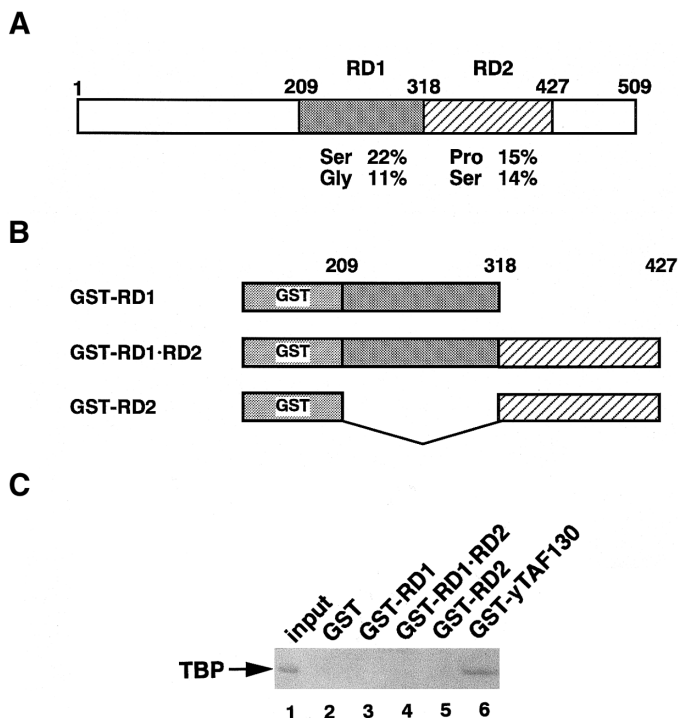 A
RD1 RD2
1 209 318 427 509
Ser 22% Pro 15%
Gly 11% Ser 14%
B
209 318 427
GST-RD1 GST
GST-RD1·RD2 GST
GST-RD2 GST
C
input GST GST-RD1 GST-RD1·RD2 GST-RD2 GST-yTAF130
TBP
1 2 3 4 5 6